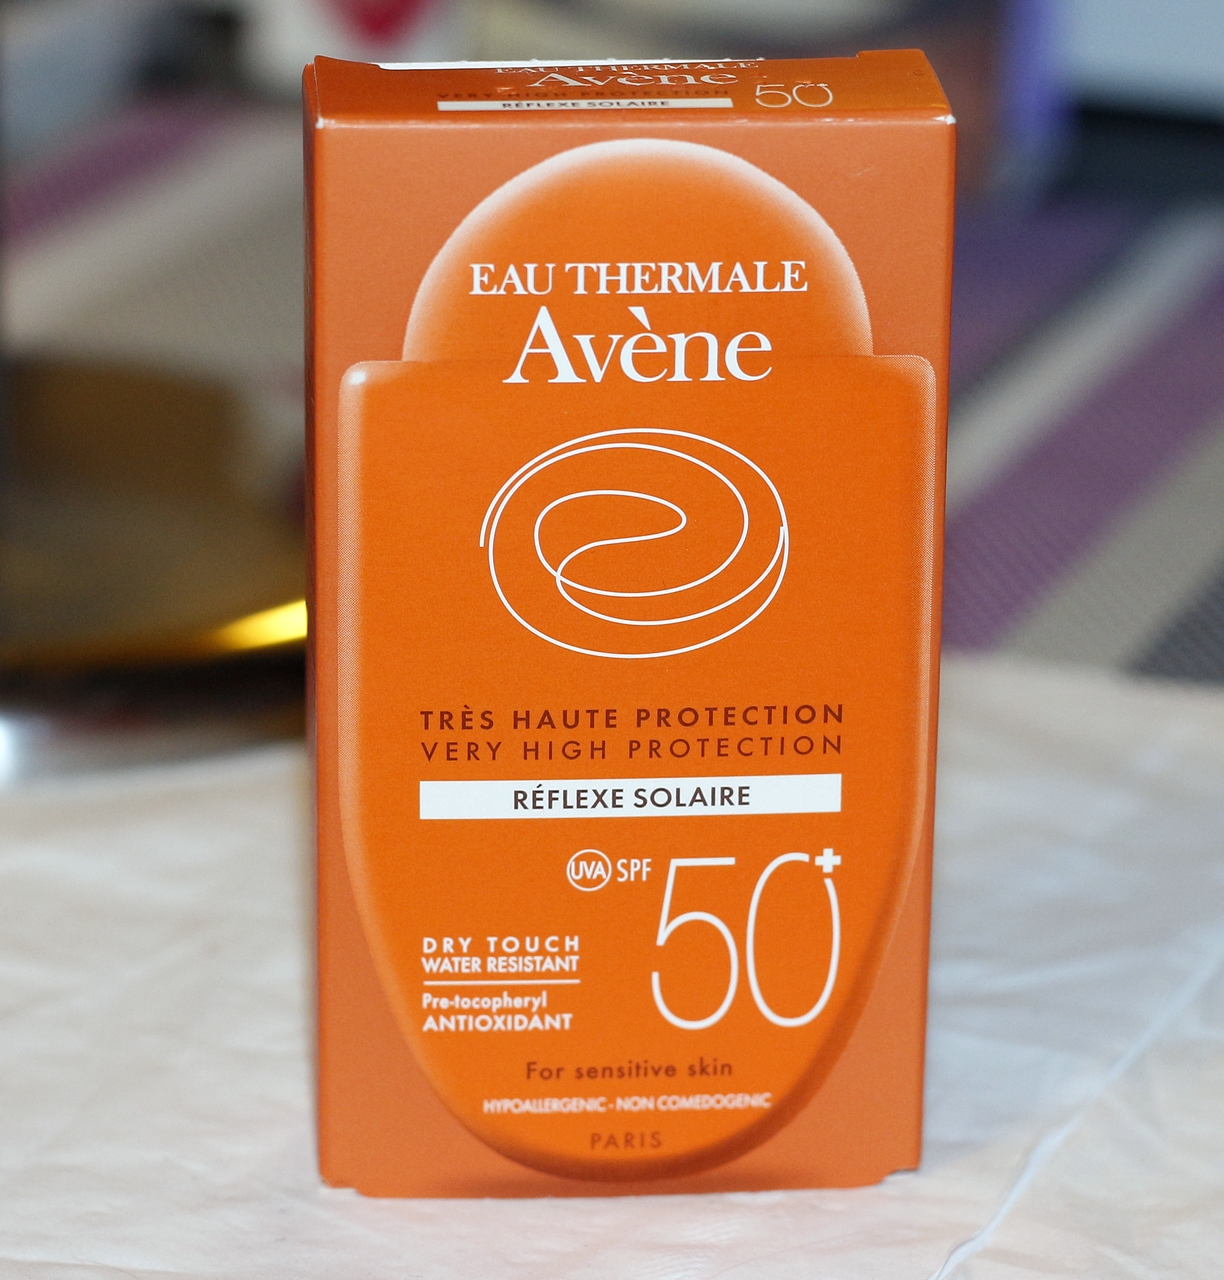 EAU THERMALE
Avène
VERY HIGH PROTECTION
RÉFLEXE SOLAIRE
50+
EAU THERMALE
Avène
TRÈS HAUTE PROTECTION
VERY HIGH PROTECTION
RÉFLEXE SOLAIRE
UVA SPF 50+
DRY TOUCH
WATER RESISTANT
Pre-tocopheryl
ANTIOXIDANT
For sensitive skin
HYPOALLERGENIC - NON COMEDOGENIC
PARIS